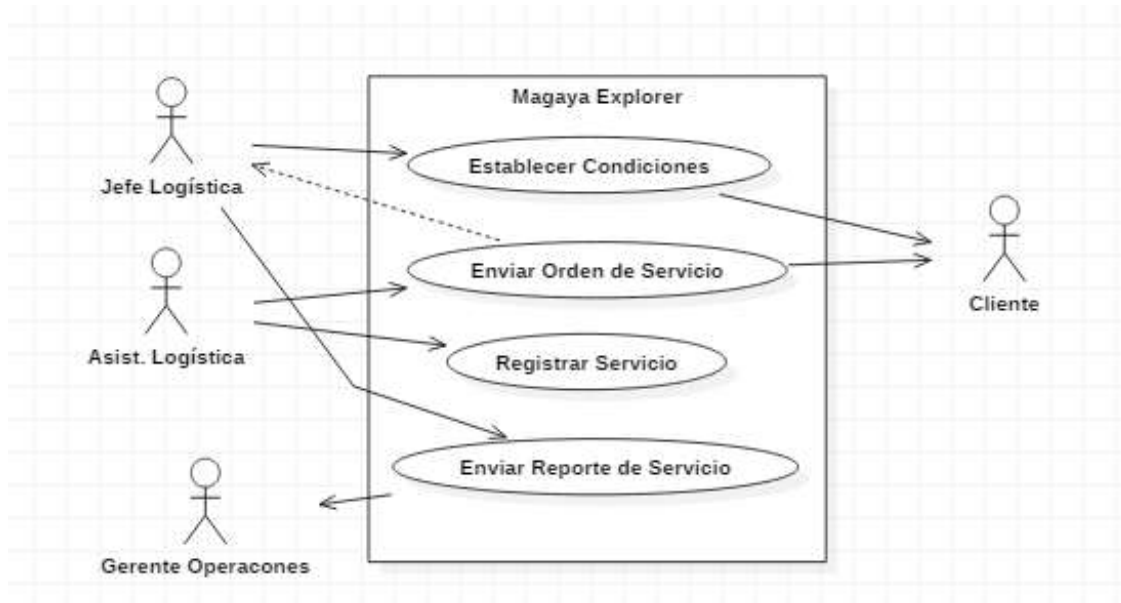 Magaya Explorer
Establecer Condiciones
Jefe Logística
Enviar Orden de Servicio
Cliente
Asist. Logística
Registrar Servicio
Enviar Reporte de Servicio
Gerente Operacones